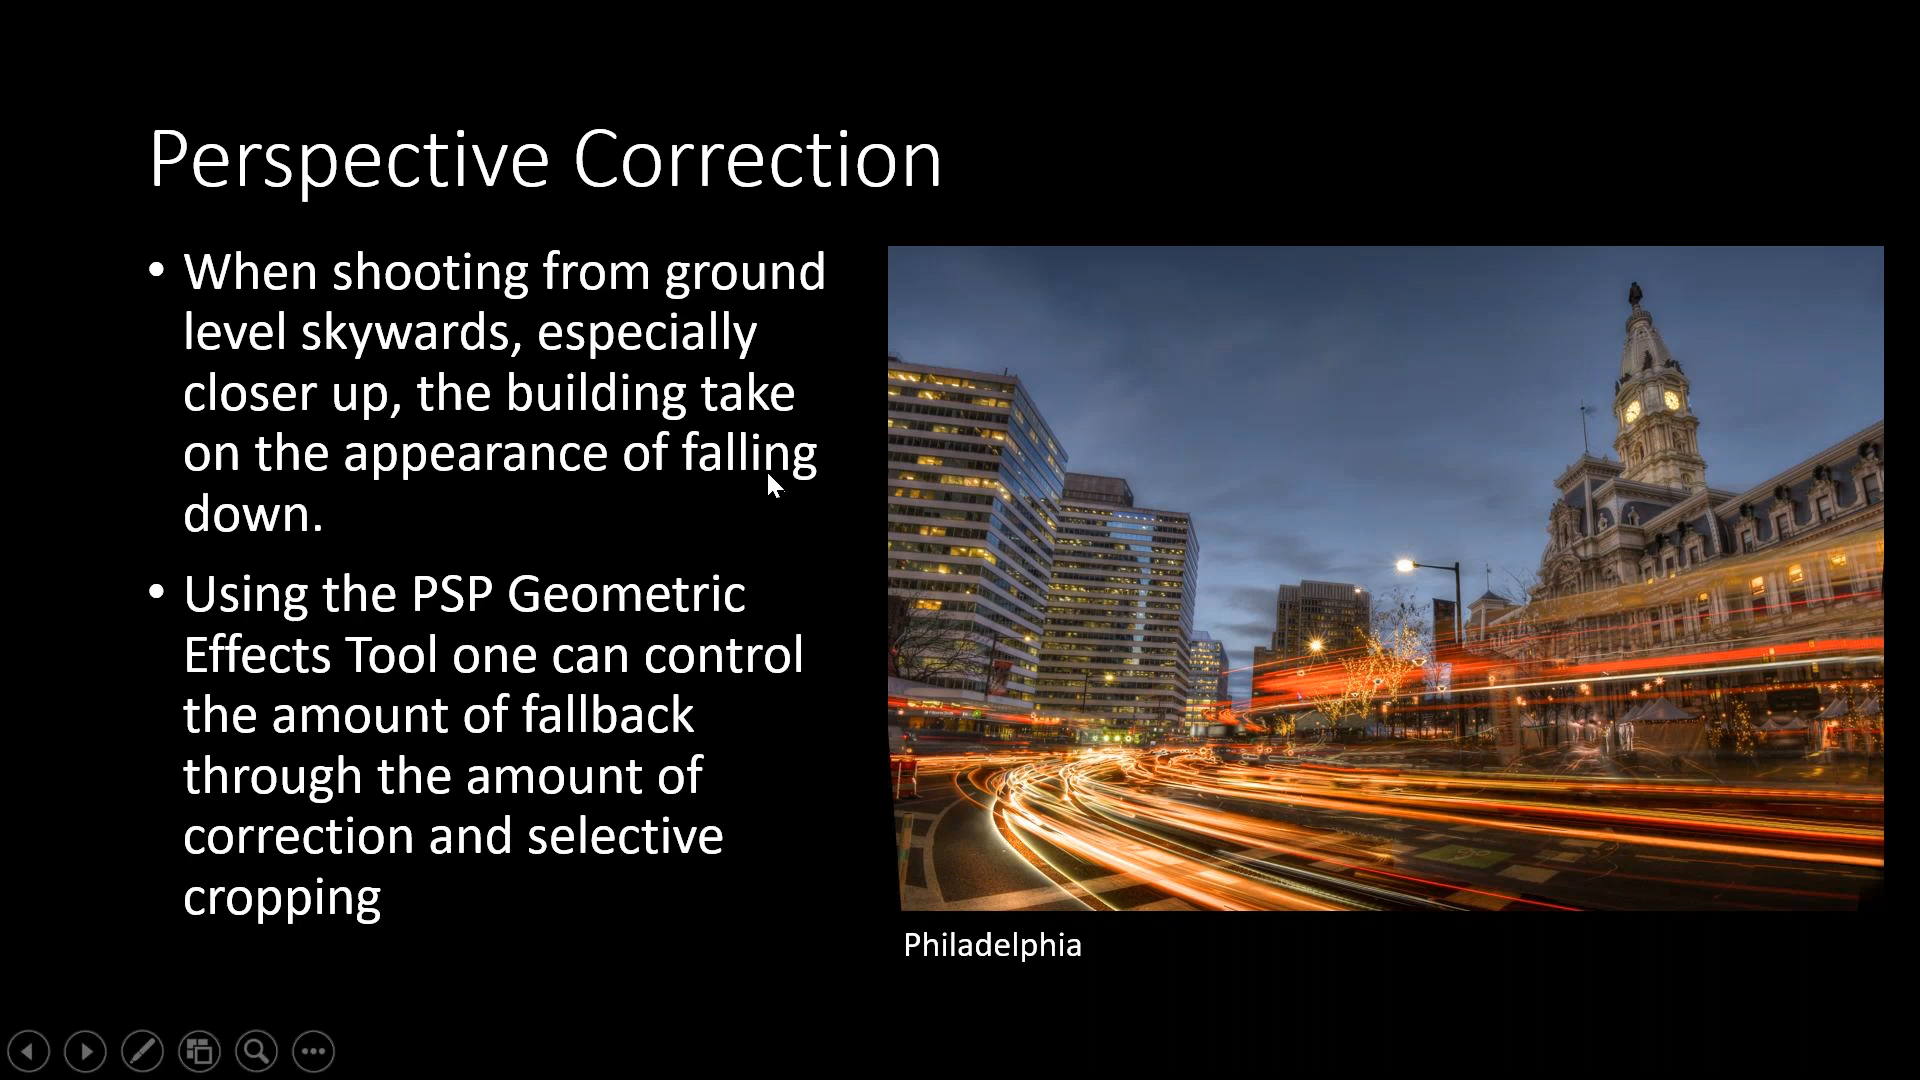 Perspective Correction
• When shooting from ground
level skywards, especially
closer up, the building take
on the appearance of falling
down.
• Using the PSP Geometric
Effects Tool one can control
the amount of fallback
through the amount of
correction and selective
cropping
Philadelphia